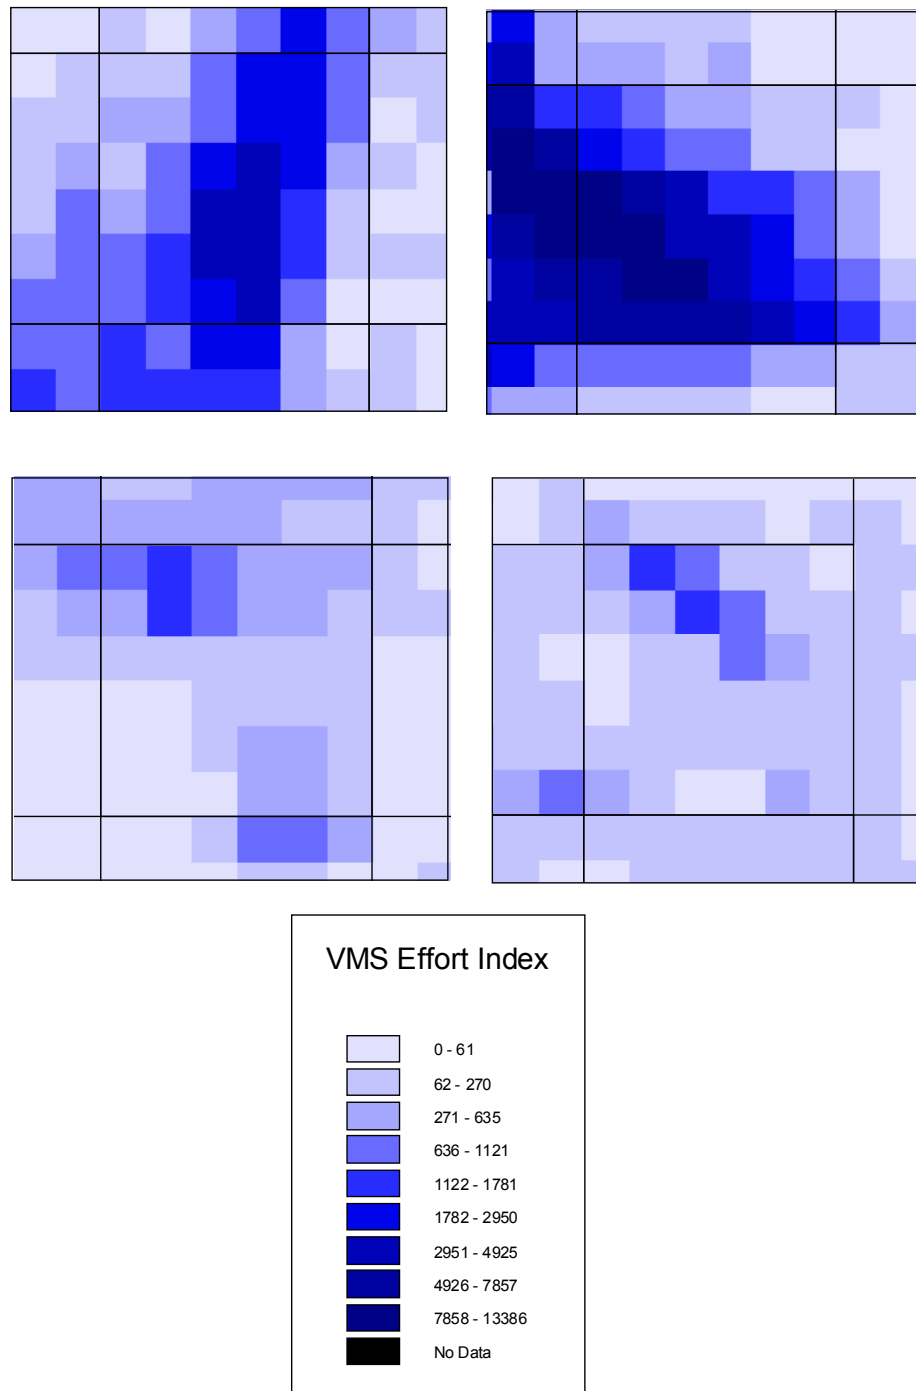 VMS Effort Index
0 - 61
62 - 270
271 - 635
636 - 1121
1122 - 1781
1782 - 2950
2951 - 4925
4926 - 7857
7858 - 13386
No Data